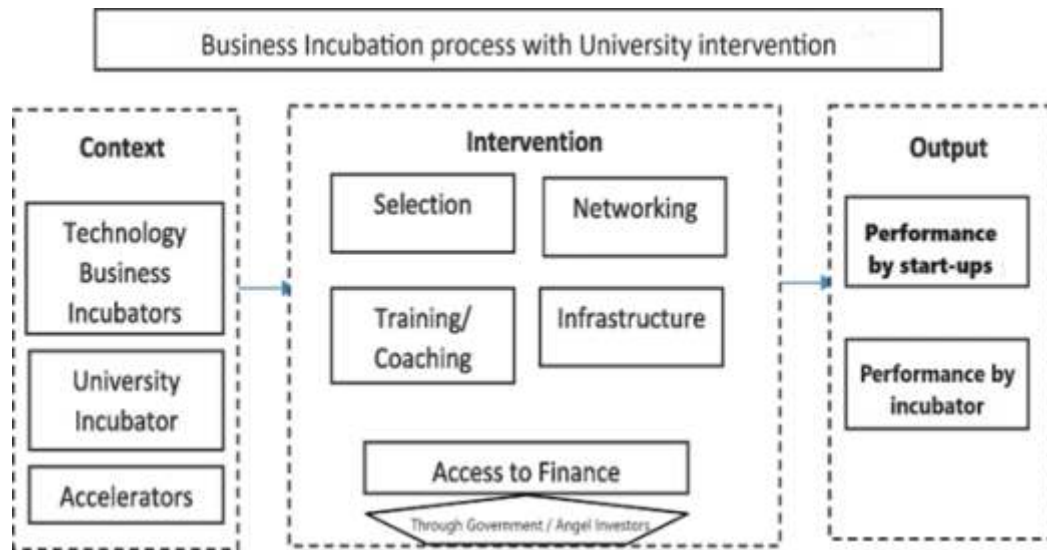 Business Incubation process with University intervention
Context
Technology
Business
Incubators
University
Incubator
Accelerators
Intervention
Selection
Networking
Training/
Coaching
Infrastructure
Access to Finance
Through Government / Angel Investors
Output
Performance
by start-ups
Performance by
incubator